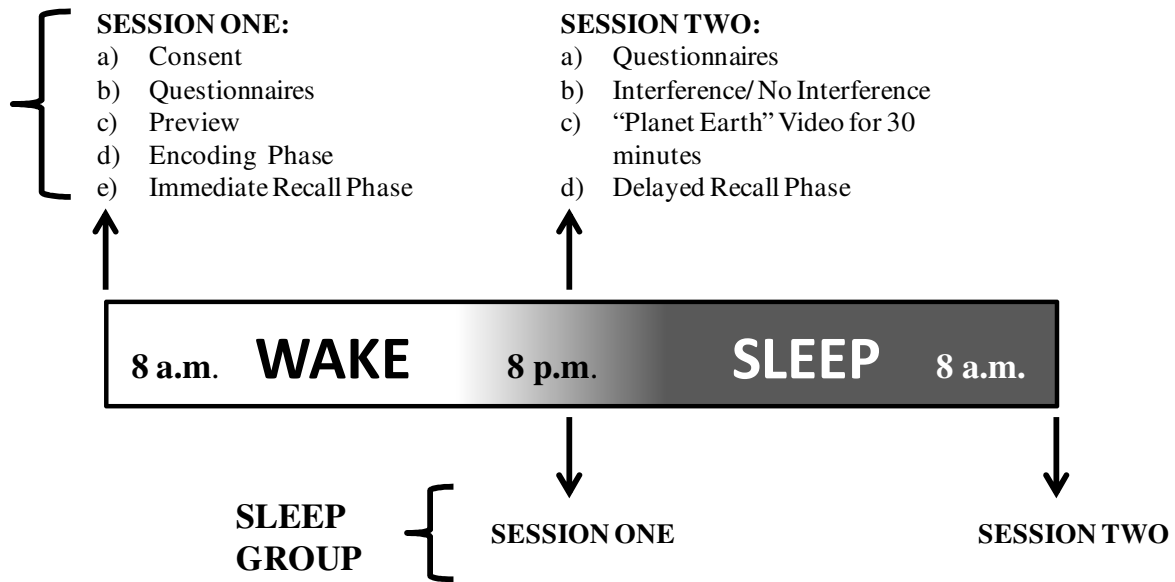 SESSION ONE:
a) Consent
b) Questionnaires
c) Preview
d) Encoding Phase
e) Immediate Recall Phase
SESSION TWO:
a) Questionnaires
b) Interference/ No Interference
c) “Planet Earth” Video for 30
minutes
d) Delayed Recall Phase
8 a.m. WAKE 8 p.m. SLEEP 8 a.m.
SLEEP
GROUP
SESSION ONE
SESSION TWO